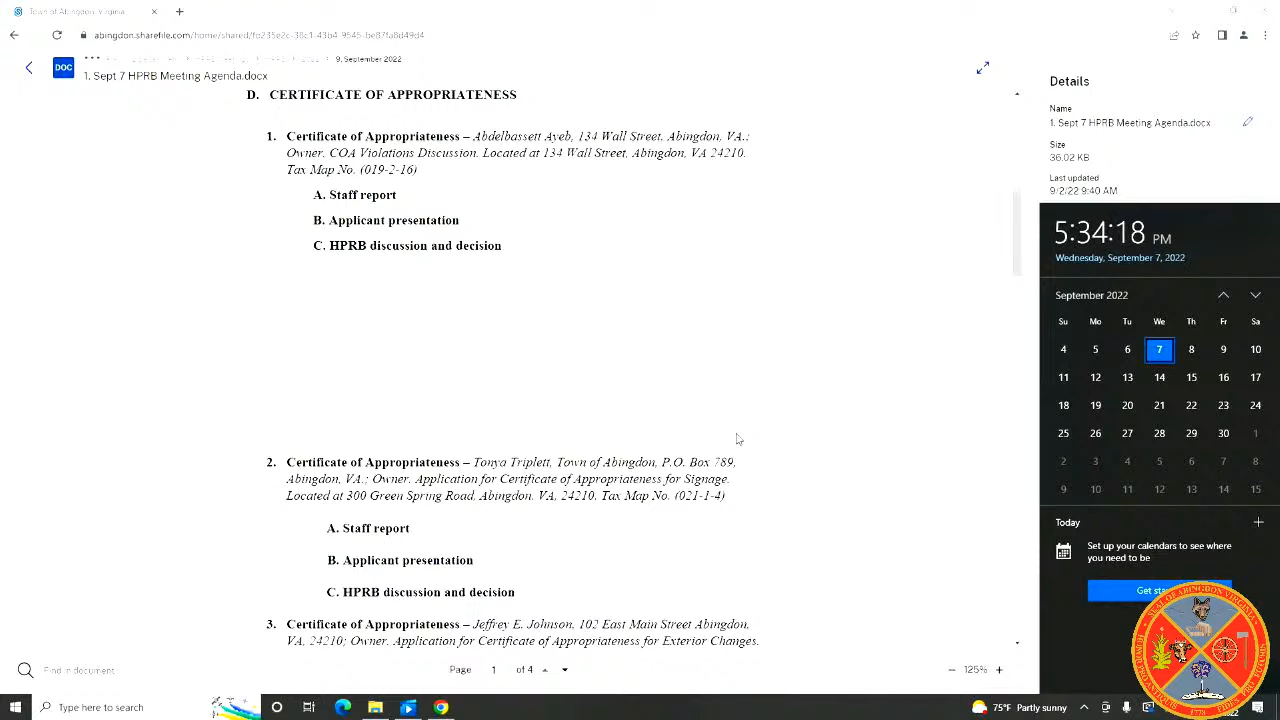 Town of Abingdon Virginia
abingdon.sharefile.com/home/shared/fo235e2c-38c1-43b4-9545-be87fa8d49d4
9. September 2022
DOC
1. Sept 7 HPRB Meeting Agenda.docx
D. CERTIFICATE OF APPROPRIATENESS
1. Certificate of Appropriateness – Abdelbassett Ayeb, 134 Wall Street. Abingdon, VA.;
Owner. COA Violations Discussion. Located at 134 Wall Street, Abingdon, VA 24210.
Tax Map No. (019-2-16)
A. Staff report
B. Applicant presentation
C. HPRB discussion and decision
2. Certificate of Appropriateness – Tonya Triplett, Town of Abingdon, P.O. Box 789,
Abingdon, VA.; Owner. Application for Certificate of Appropriateness for Signage.
Located at 300 Green Spring Road, Abingdon. VA, 24210. Tax Map No. (021-1-4)
A. Staff report
B. Applicant presentation
C. HPRB discussion and decision
3. Certificate of Appropriateness – Jeffrey E. Johnson, 102 East Main Street Abingdon,
VA, 24210; Owner. Application for Certificate of Appropriateness for Exterior Changes.
Find in document
Page 1 of 4
125%
Details
Name
1. Sept 7 HPRB Meeting Agenda.docx
Size
36.02 KB
Last updated
9/2/22 9:40 AM
5:34:18 PM
Wednesday, September 7, 2022
September 2022
Su Mo Tu We Th Fr Sa
4 5 6 7 8 9 10
11 12 13 14 15 16 17
18 19 20 21 22 23 24
25 26 27 28 29 30 1
2 3 4 5 6 7 8
9 10 11 12 13 14 15
Today
Set up your calendars to see where
you need to be
Type here to search
75°F Partly sunny
1778